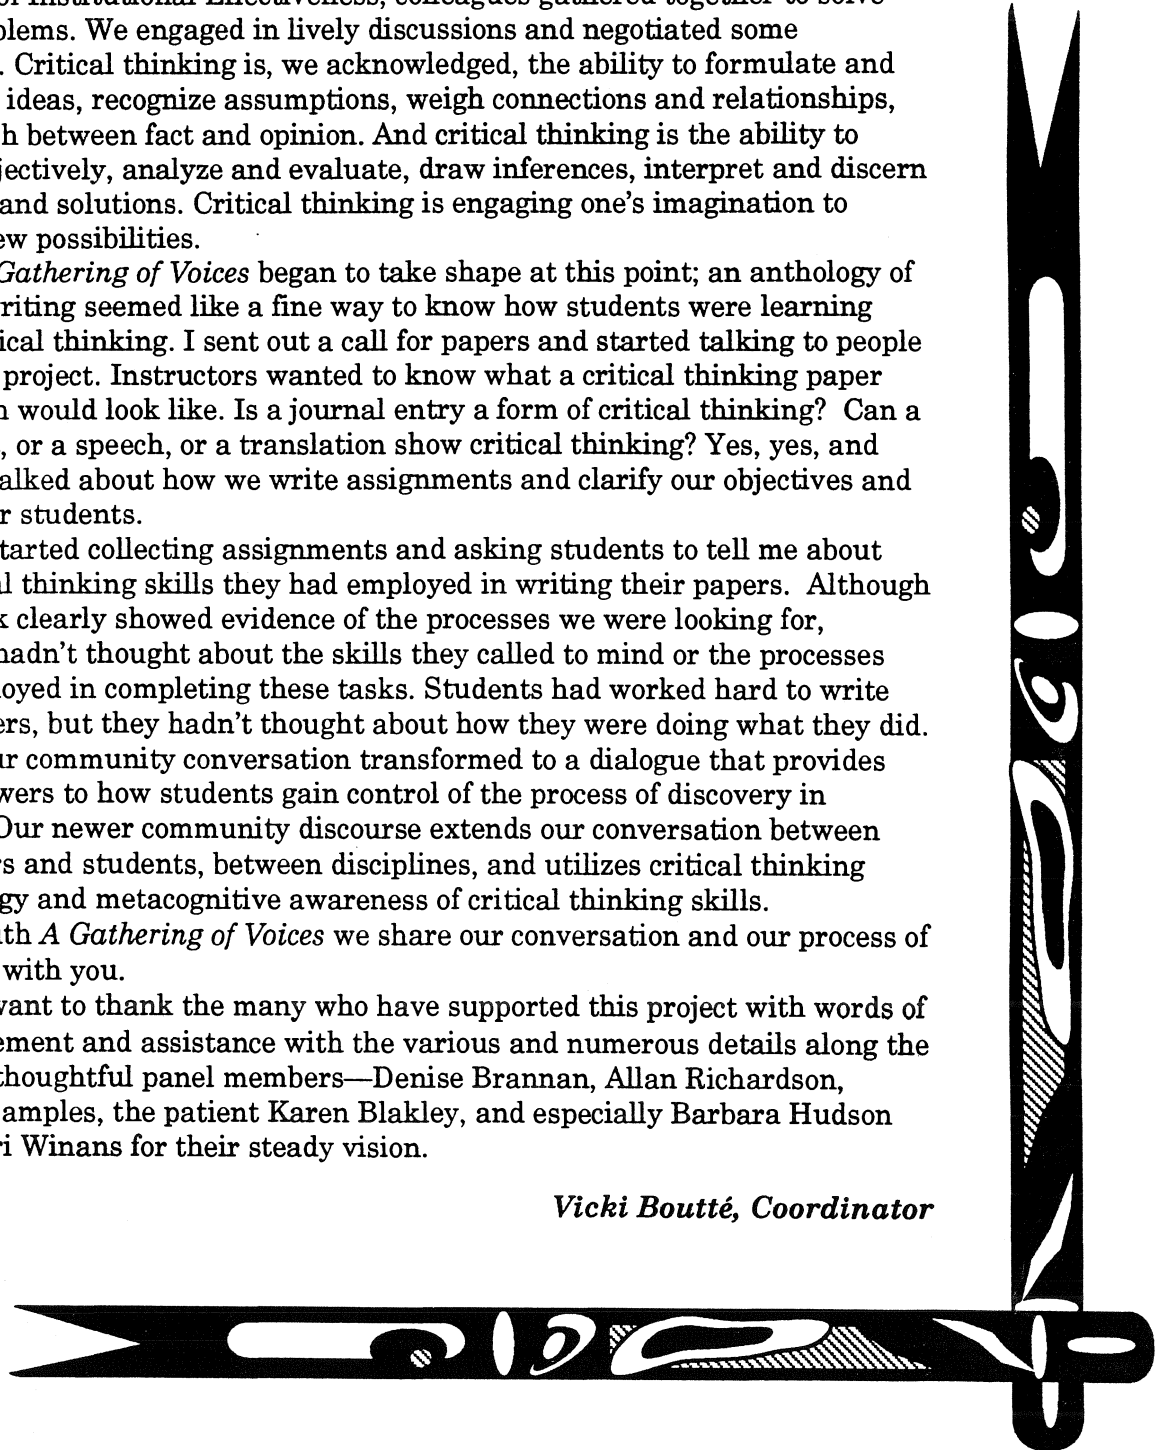 of Institutional Effectiveness, colleagues gathered together to solve
blems. We engaged in lively discussions and negotiated some
. Critical thinking is, we acknowledged, the ability to formulate and
ideas, recognize assumptions, weigh connections and relationships,
h between fact and opinion. And critical thinking is the ability to
jectively, analyze and evaluate, draw inferences, interpret and discern
and solutions. Critical thinking is engaging one's imagination to
ew possibilities.
Gathering of Voices began to take shape at this point; an anthology of
riting seemed like a fine way to know how students were learning
ical thinking. I sent out a call for papers and started talking to people
project. Instructors wanted to know what a critical thinking paper
n would look like. Is a journal entry a form of critical thinking? Can a
, or a speech, or a translation show critical thinking? Yes, yes, and
alked about how we write assignments and clarify our objectives and
r students.
tarted collecting assignments and asking students to tell me about
l thinking skills they had employed in writing their papers. Although
k clearly showed evidence of the processes we were looking for,
hadn't thought about the skills they called to mind or the processes
loyed in completing these tasks. Students had worked hard to write
ers, but they hadn't thought about how they were doing what they did.
ur community conversation transformed to a dialogue that provides
wers to how students gain control of the process of discovery in
Our newer community discourse extends our conversation between
rs and students, between disciplines, and utilizes critical thinking
gy and metacognitive awareness of critical thinking skills.
ith A Gathering of Voices we share our conversation and our process of
with you.
want to thank the many who have supported this project with words of
ement and assistance with the various and numerous details along the
thoughtful panel members—Denise Brannan, Allan Richardson,
amples, the patient Karen Blakley, and especially Barbara Hudson
ri Winans for their steady vision.
Vicki Boutté, Coordinator